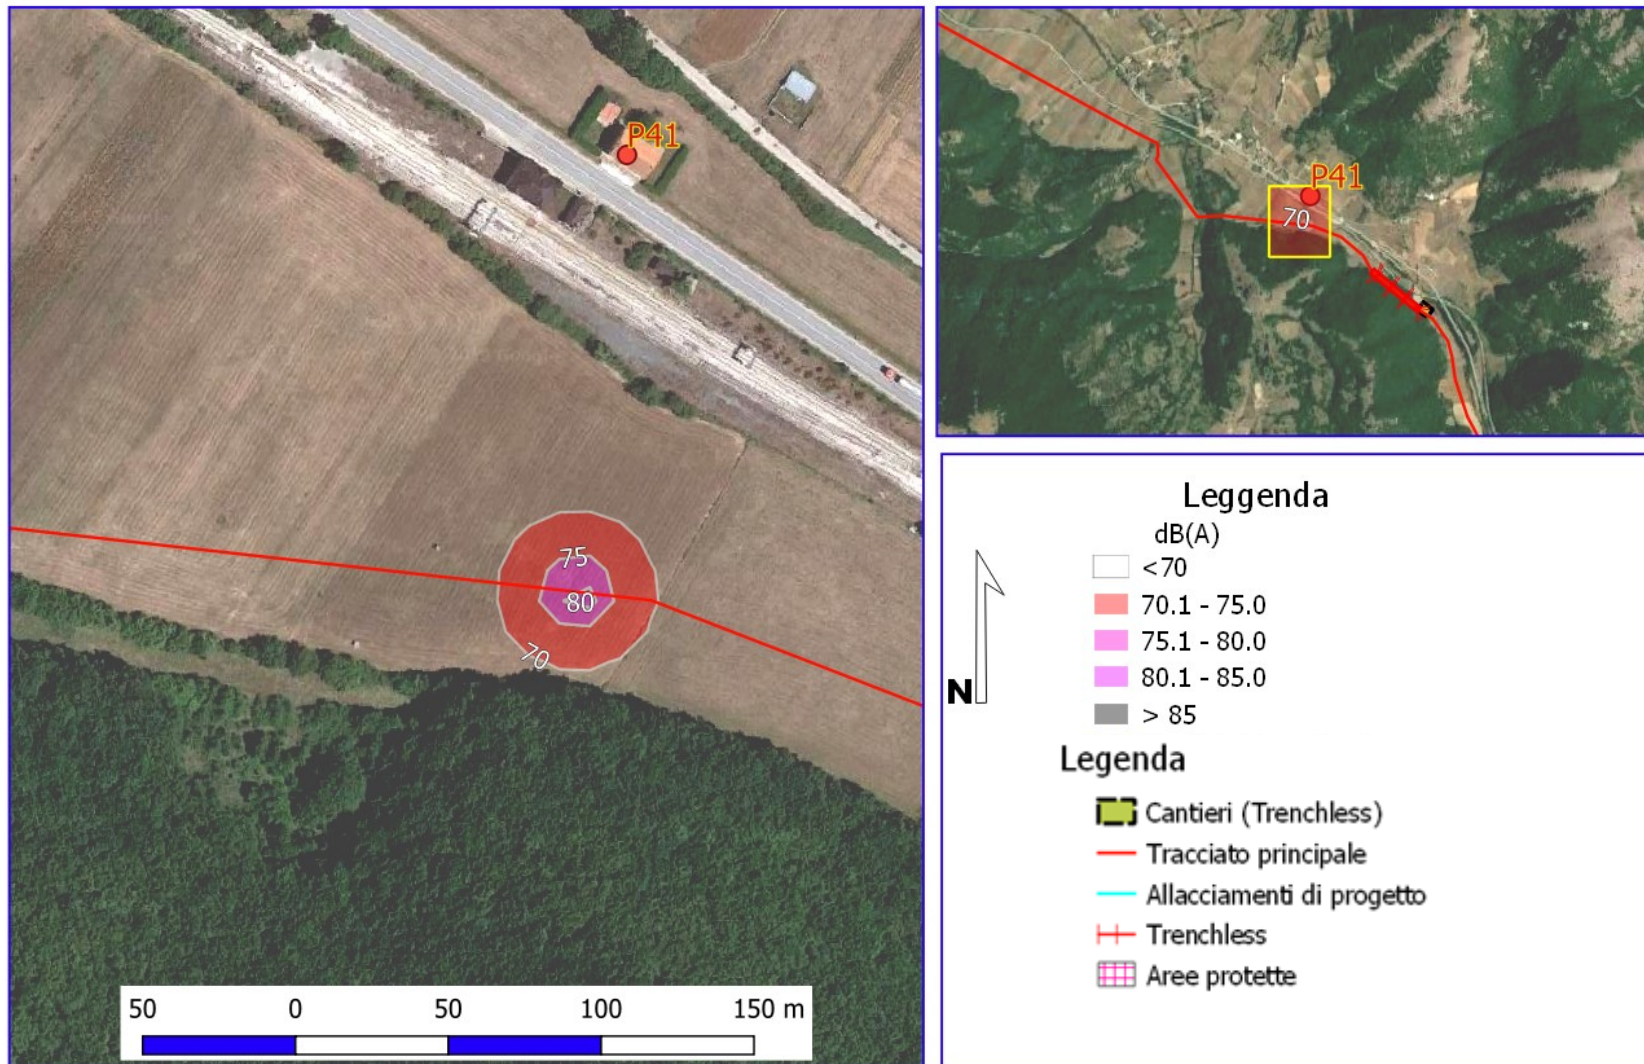 P41
75
80
70
50 0 50 100 150 m
P41
70
Leggenda
dB(A)
<70
70.1 - 75.0
75.1 - 80.0
80.1 - 85.0
> 85
N
Legenda
Cantieri (Trenchless)
Tracciato principale
Allacciamenti di progetto
Trenchless
Aree protette